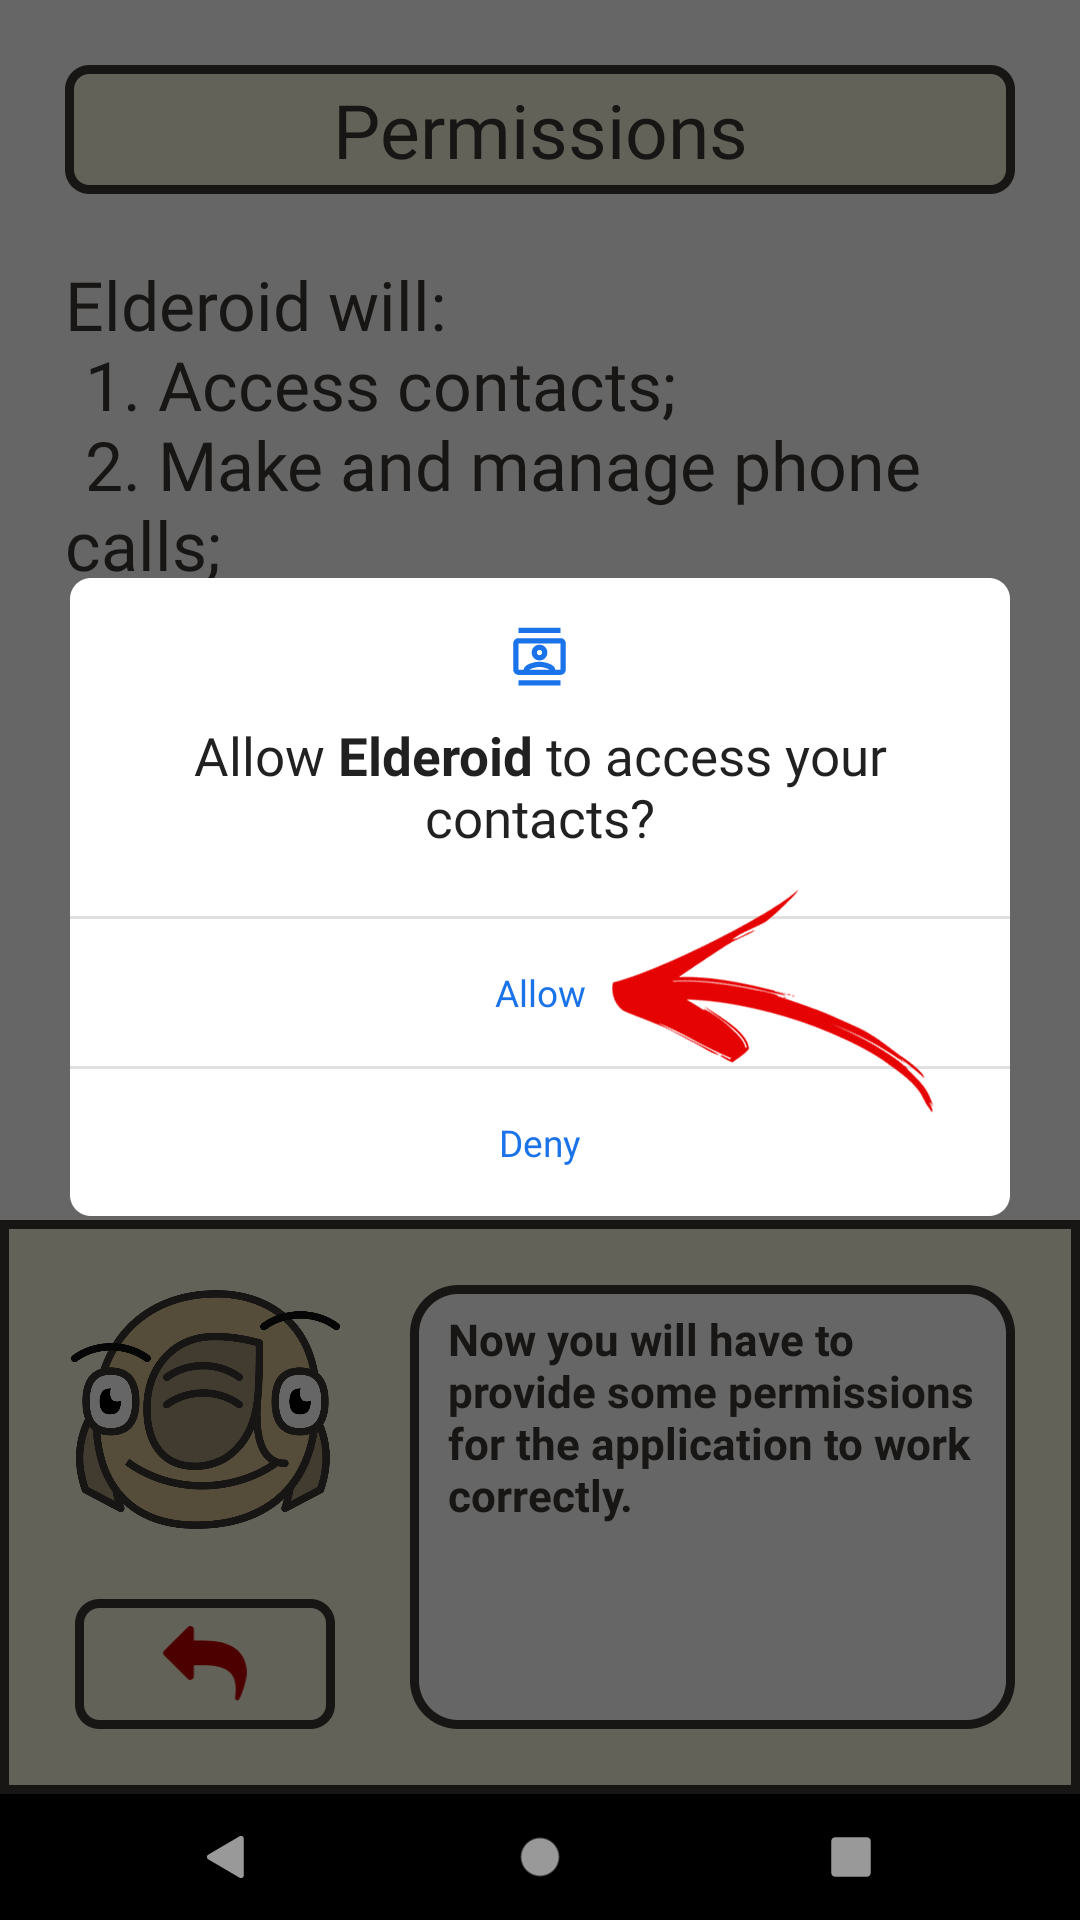 Permissions
Elderoid will:
1. Access contacts;
2. Make and manage phone
calls;
Allow Elderoid to access your
contacts?
Allow
Deny
Now you will have to
provide some permissions
for the application to work
correctly.